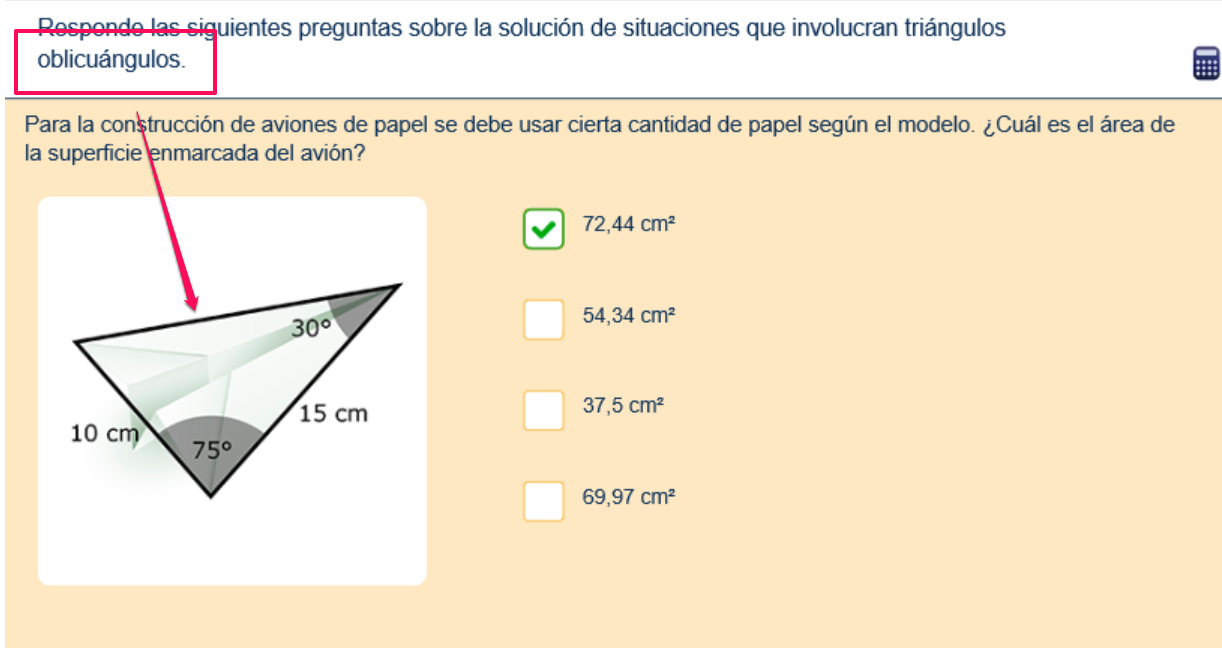 Responde las siguientes preguntas sobre la solución de situaciones que involucran triángulos
oblicuángulos.
Para la construcción de aviones de papel se debe usar cierta cantidad de papel según el modelo. ¿Cuál es el área de
la superficie enmarcada del avión?
72,44 cm²
54,34 cm²
37,5 cm²
69,97 cm²
30°
15 cm
10 cm
75°